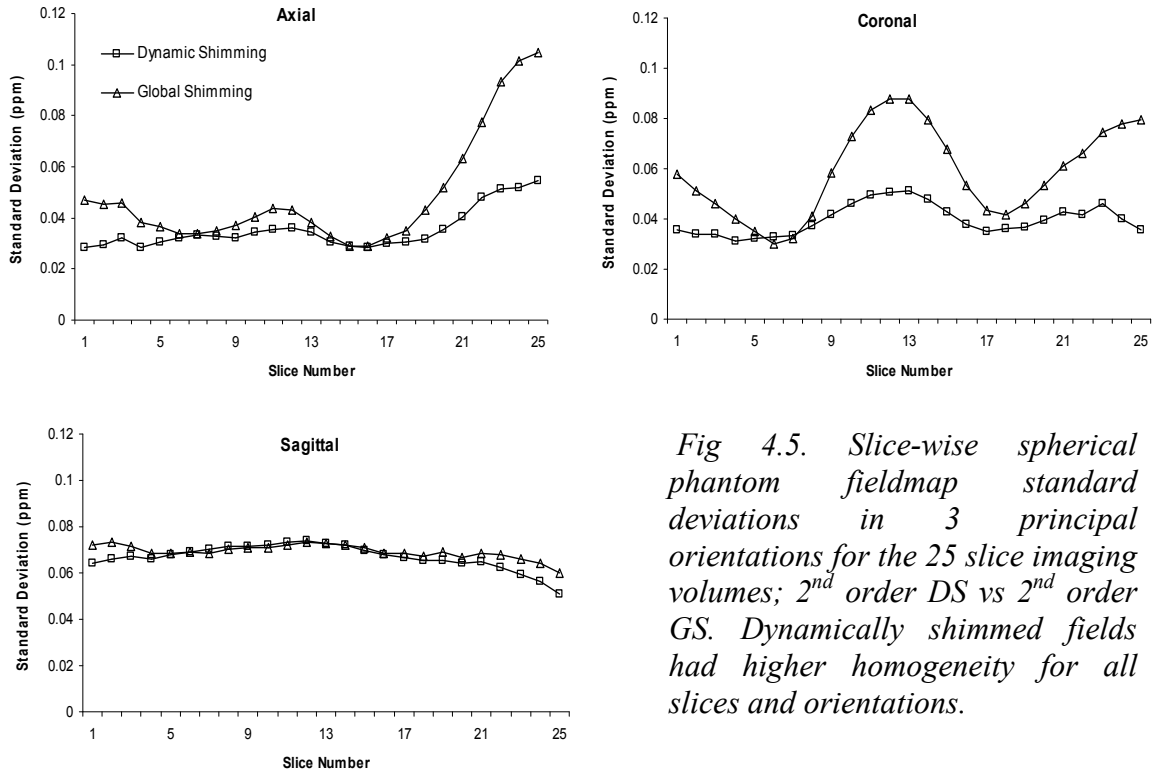 Axial
Standard Deviation (ppm)
0.12
0.1
0.08
0.06
0.04
0.02
0
Dynamic Shimming
Global Shimming
1 5 9 13 17 21 25
Slice Number
Coronal
Standard Deviation (ppm )
0.12
0.1
0.08
0.06
0.04
0.02
0
1 5 9 13 17 21 25
Slice Number
Sagittal
Standard Deviation (ppm)
0.12
0.1
0.08
0.06
0.04
0.02
0
1 5 9 13 17 21 25
Slice Number
Fig 4.5. Slice-wise spherical
phantom fieldmap standard
deviations in 3 principal
orientations for the 25 slice imaging
volumes; 2nd order DS vs 2nd order
GS. Dynamically shimmed fields
had higher homogeneity for all
slices and orientations.